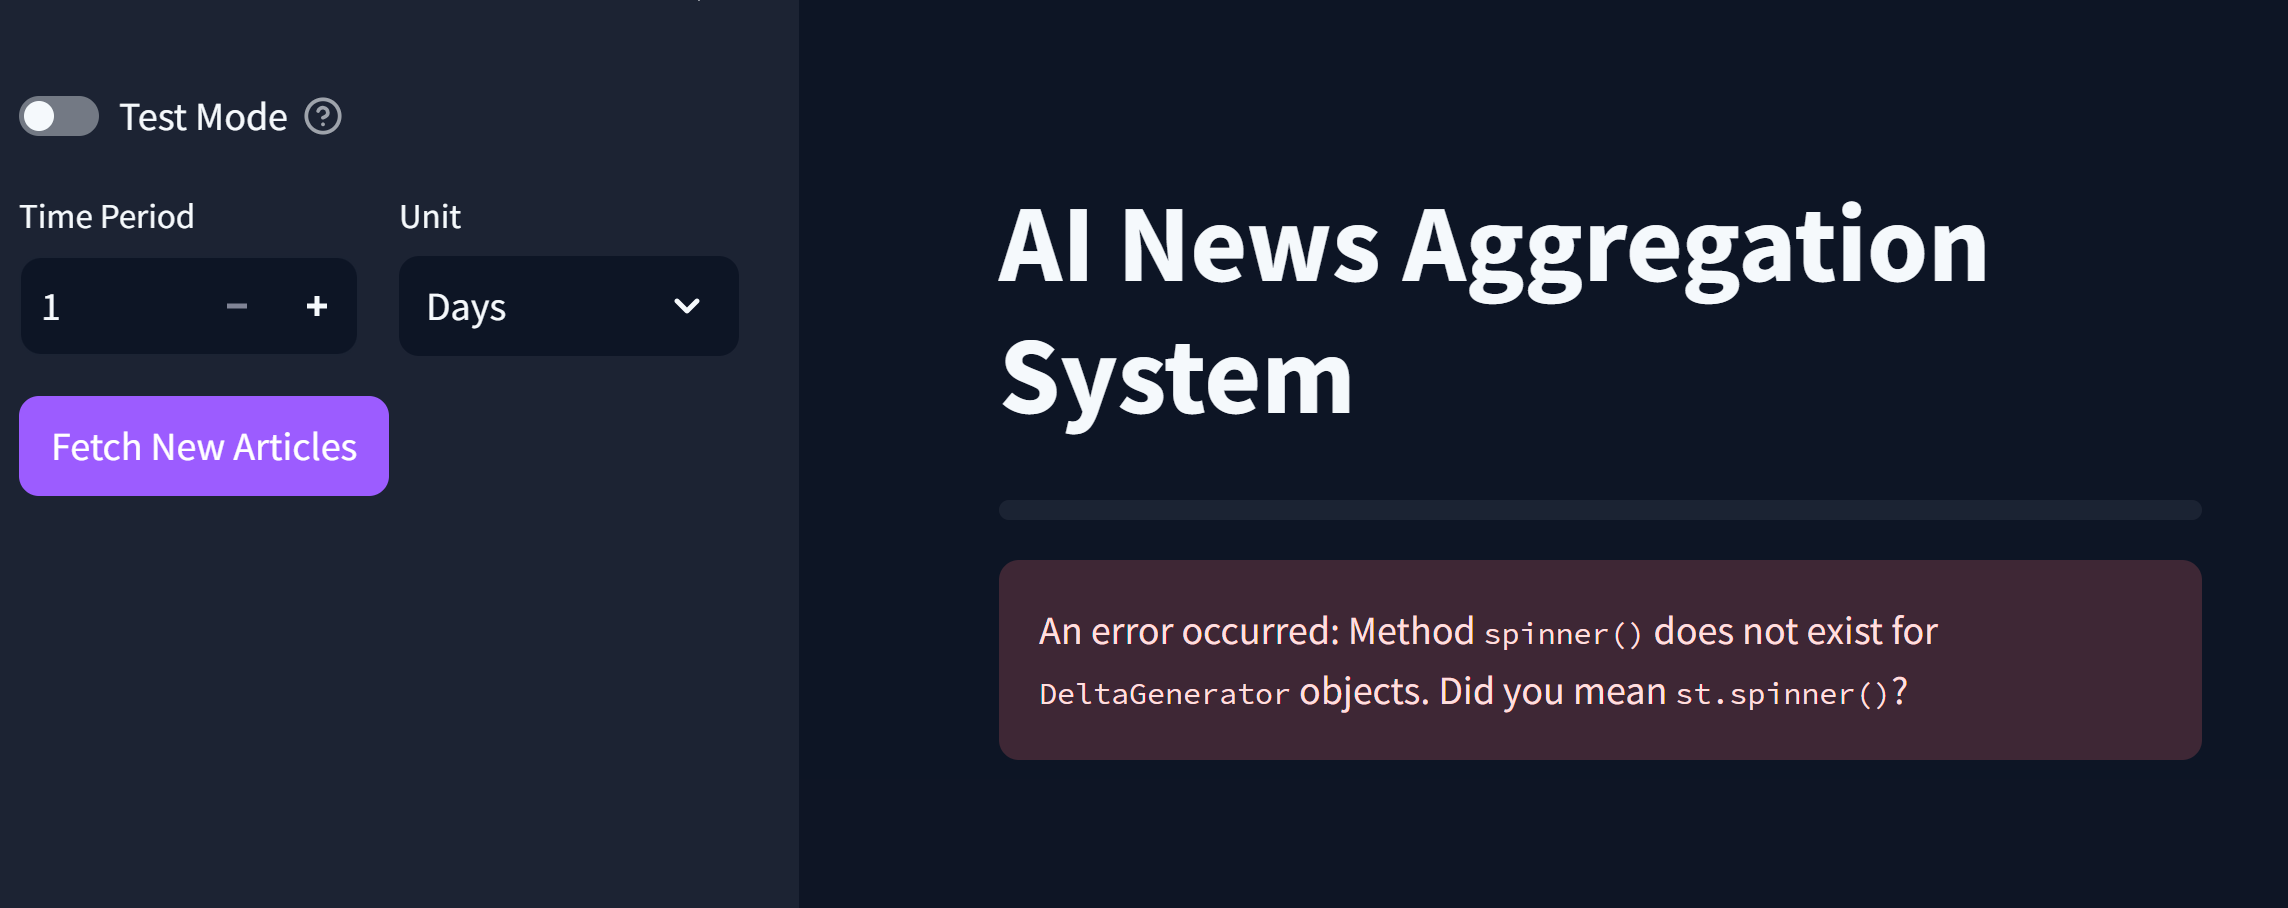 Test Mode
Time Period
Unit
1
Days
Fetch New Articles
AI News Aggregation
System
An error occurred: Method spinner() does not exist for
DeltaGenerator objects. Did you mean st.spinner()?